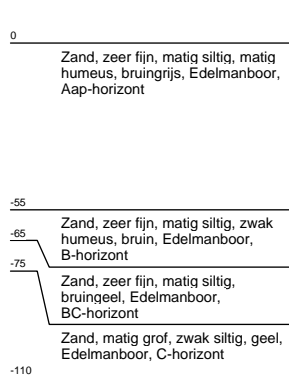 0
Zand, zeer fijn, matig siltig, matig
humeus, bruingrijs, Edelmanboor,
Aap-horizont
-55
Zand, zeer fijn, matig siltig, zwak
humeus, bruin, Edelmanboor,
B-horizont
-65
Zand, zeer fijn, matig siltig,
bruingeel, Edelmanboor,
BC-horizont
-75
Zand, matig grof, zwak siltig, geel,
Edelmanboor, C-horizont
-110